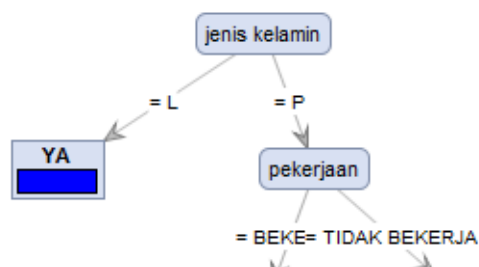 jenis kelamin
= L
= P
YA
pekerjaan
= BEKE= TIDAK BEKERJA